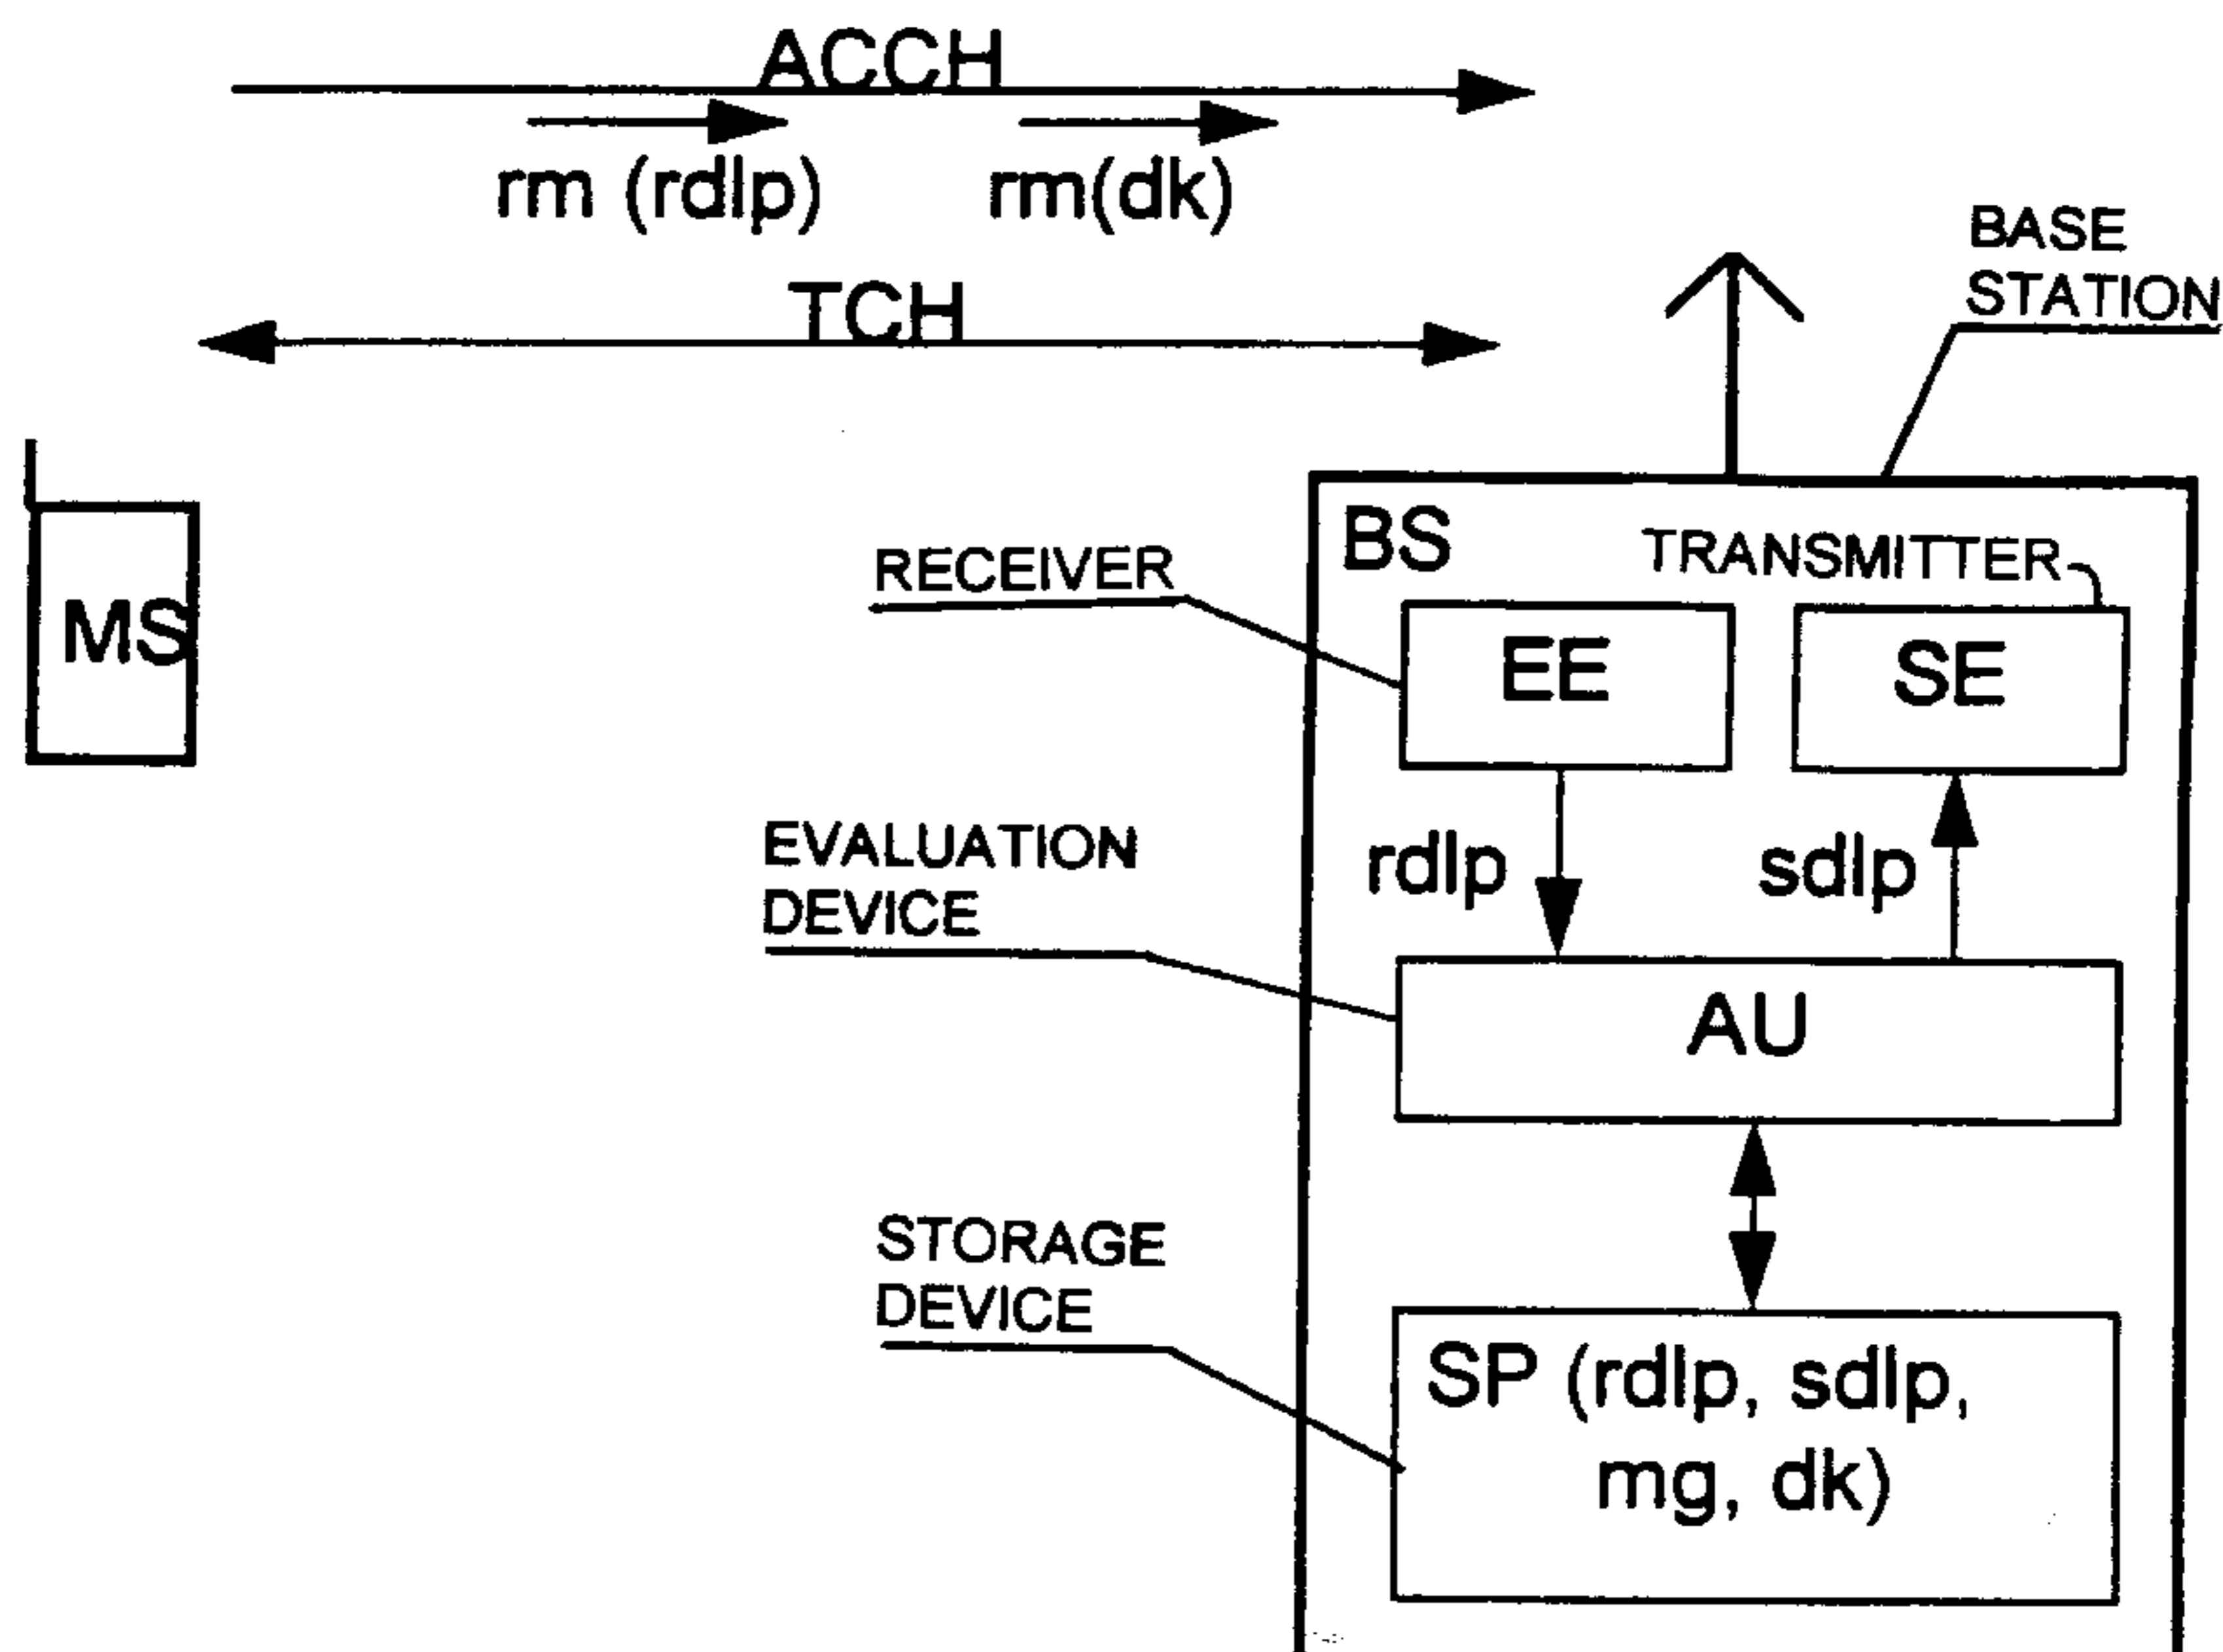 ACCH
rm (rdlp) rm(dk)
TCH
BASE
STATION
BS
TRANSMITTER
RECEIVER
MS
EE
SE
EVALUATION
DEVICE
rdlp
sdlp
AU
STORAGE
DEVICE
SP (rdlp, sdlp,
mg, dk)